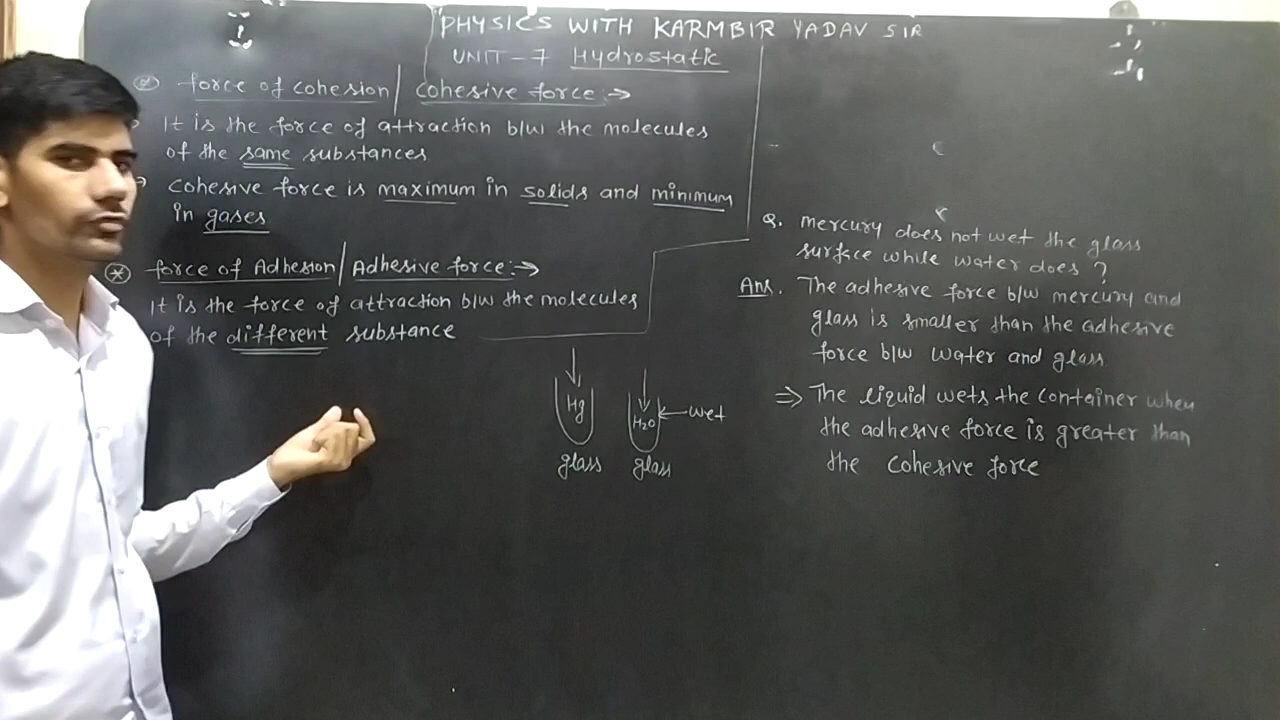 PHYSICS WITH KARMBIR YADAV SIR
UNIT-7 Hydrostatic
force of cohesion/ cohesive force:→
It is the force of attraction b/w the molecules
of the same substances
cohesive force is maximum in solids and minimum
in gases
force of Adhesion/ Adhesive force:→
It is the force of attraction b/w the molecules
of the different substance
Hg
glass
H2O
glass
wet
Q. mercury does not wet the glass
surface while water does ?
Ans. The adhesive force b/w mercury and
glass is smaller than the adhesive
force b/w water and glass
⇒ The liquid wets the container when
the adhesive force is greater than
the cohesive force